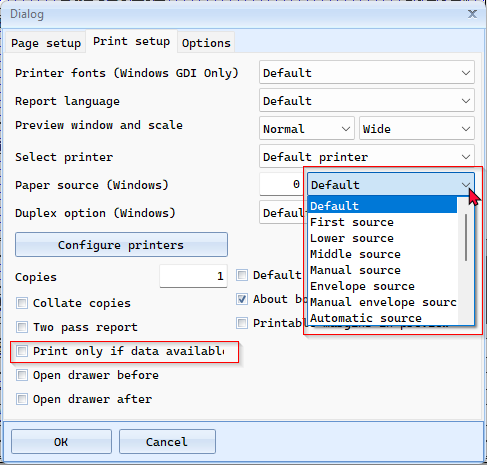 Dialog
Page setup Print setup Options
Printer fonts (Windows GDI Only) Default
Report language Default
Preview window and scale Normal Wide
Select printer Default printer
Paper source (Windows) 0 Default
Duplex option (Windows)
Default
First source
Lower source
Middle source
Manual source
Envelope source
Manual envelope sourc
Automatic source
Configure printers
Copies 1 Default
Collate copies About
Two pass report
Print only if data available
Open drawer before
Open drawer after
OK Cancel